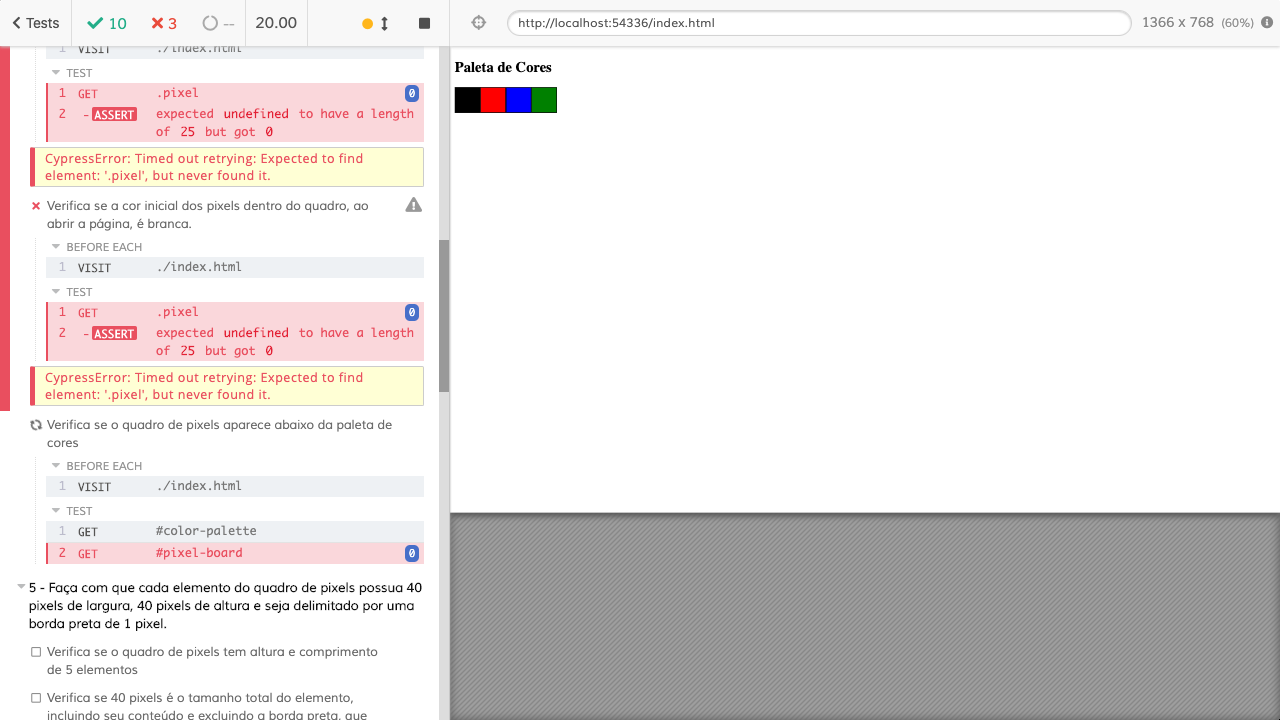 Tests 10 3 -- 20.00 http://localhost:54336/index.html 1366 x 768 (60%)
1 VISIT ./index.html
TEST
1 GET .pixel 0
2 -ASSERT expected undefined to have a length
of 25 but got 0
CypressError: Timed out retrying: Expected to find
element: '.pixel', but never found it.
Verifica se a cor inicial dos pixels dentro do quadro, ao
abrir a página, é branca.
BEFORE EACH
1 VISIT ./index.html
TEST
1 GET .pixel 0
2 -ASSERT expected undefined to have a length
of 25 but got 0
CypressError: Timed out retrying: Expected to find
element: '.pixel', but never found it.
Verifica se o quadro de pixels aparece abaixo da paleta de
cores
BEFORE EACH
1 VISIT ./index.html
TEST
1 GET #color-palette
2 GET #pixel-board 0
5 - Faça com que cada elemento do quadro de pixels possua 40
pixels de largura, 40 pixels de altura e seja delimitado por uma
borda preta de 1 pixel.
Verifica se o quadro de pixels tem altura e comprimento
de 5 elementos
Verifica se 40 pixels é o tamanho total do elemento,
incluindo seu conteúdo e excluindo a borda preta, que
Paleta de Cores